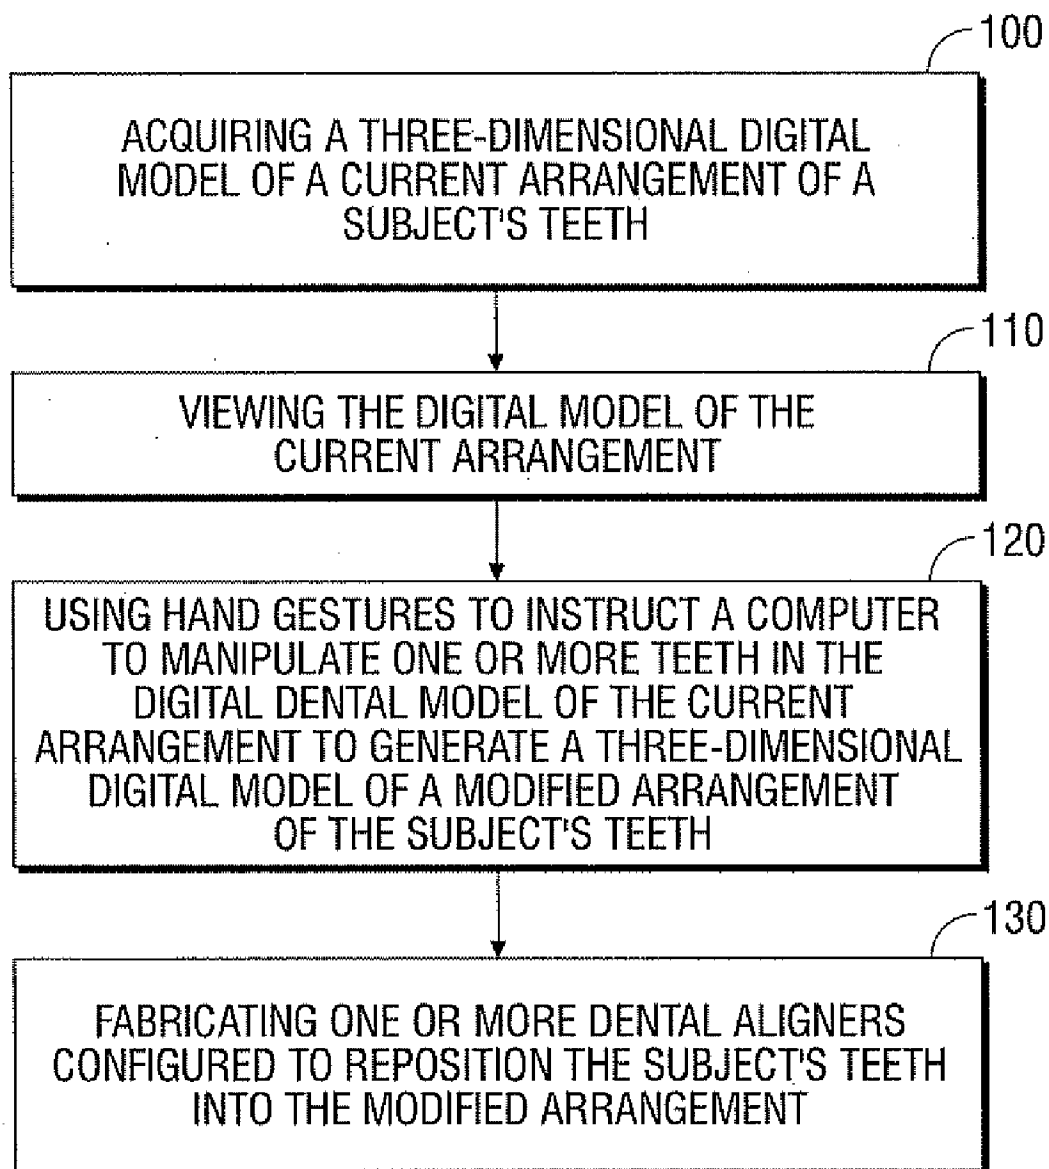 100
ACQUIRING A THREE-DIMENSIONAL DIGITAL
MODEL OF A CURRENT ARRANGEMENT OF A
SUBJECT'S TEETH
110
VIEWING THE DIGITAL MODEL OF THE
CURRENT ARRANGEMENT
120
USING HAND GESTURES TO INSTRUCT A COMPUTER
TO MANIPULATE ONE OR MORE TEETH IN THE
DIGITAL DENTAL MODEL OF THE CURRENT
ARRANGEMENT TO GENERATE A THREE-DIMENSIONAL
DIGITAL MODEL OF A MODIFIED ARRANGEMENT
OF THE SUBJECT'S TEETH
130
FABRICATING ONE OR MORE DENTAL ALIGNERS
CONFIGURED TO REPOSITION THE SUBJECT'S TEETH
INTO THE MODIFIED ARRANGEMENT